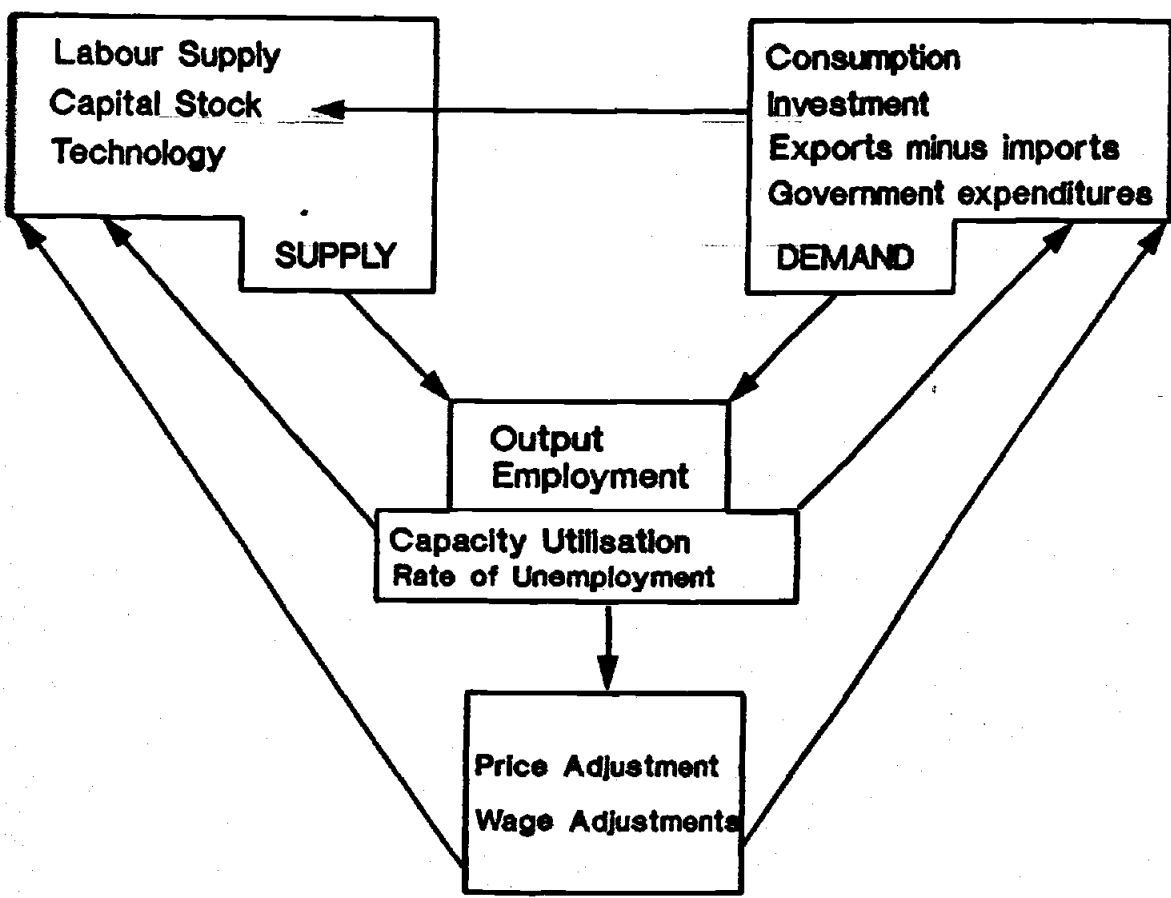 Labour Supply
Capital Stock
Technology
SUPPLY
Consumption
Investment
Exports minus imports
Government expenditures
DEMAND
Output
Employment
Capacity Utilisation
Rate of Unemployment
Price Adjustment
Wage Adjustments